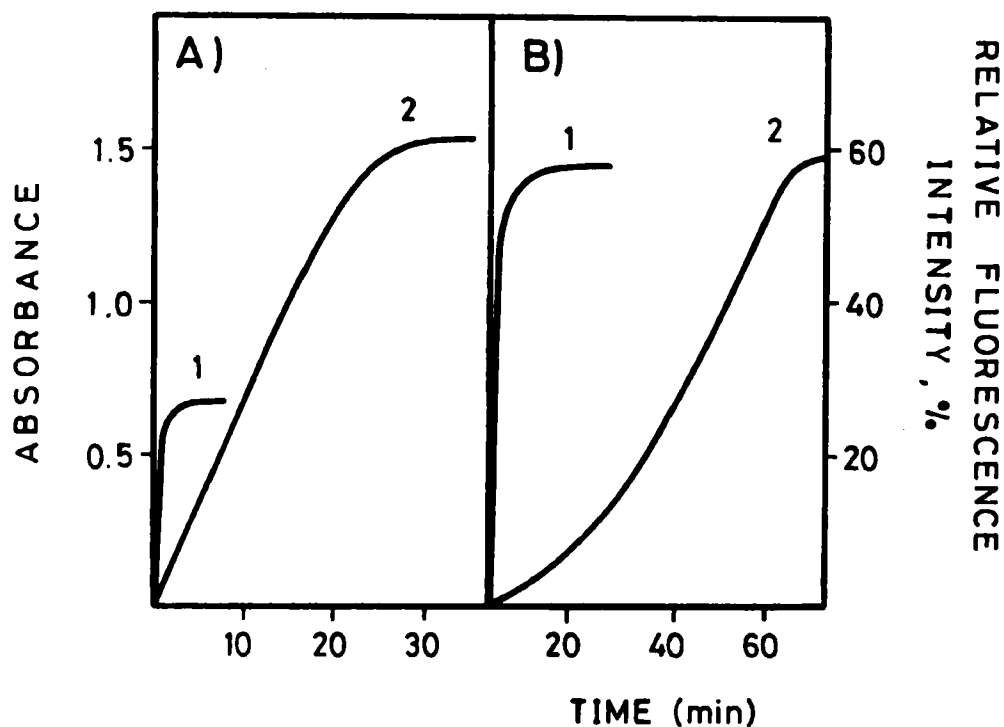 A)
B)
2
1
1
2
1.5
1.0
0.5
60
40
20
10 20 30
20 40 60
TIME (min)
ABSORBANCE
RELATIVE FLUORESCENCE
INTENSITY, %